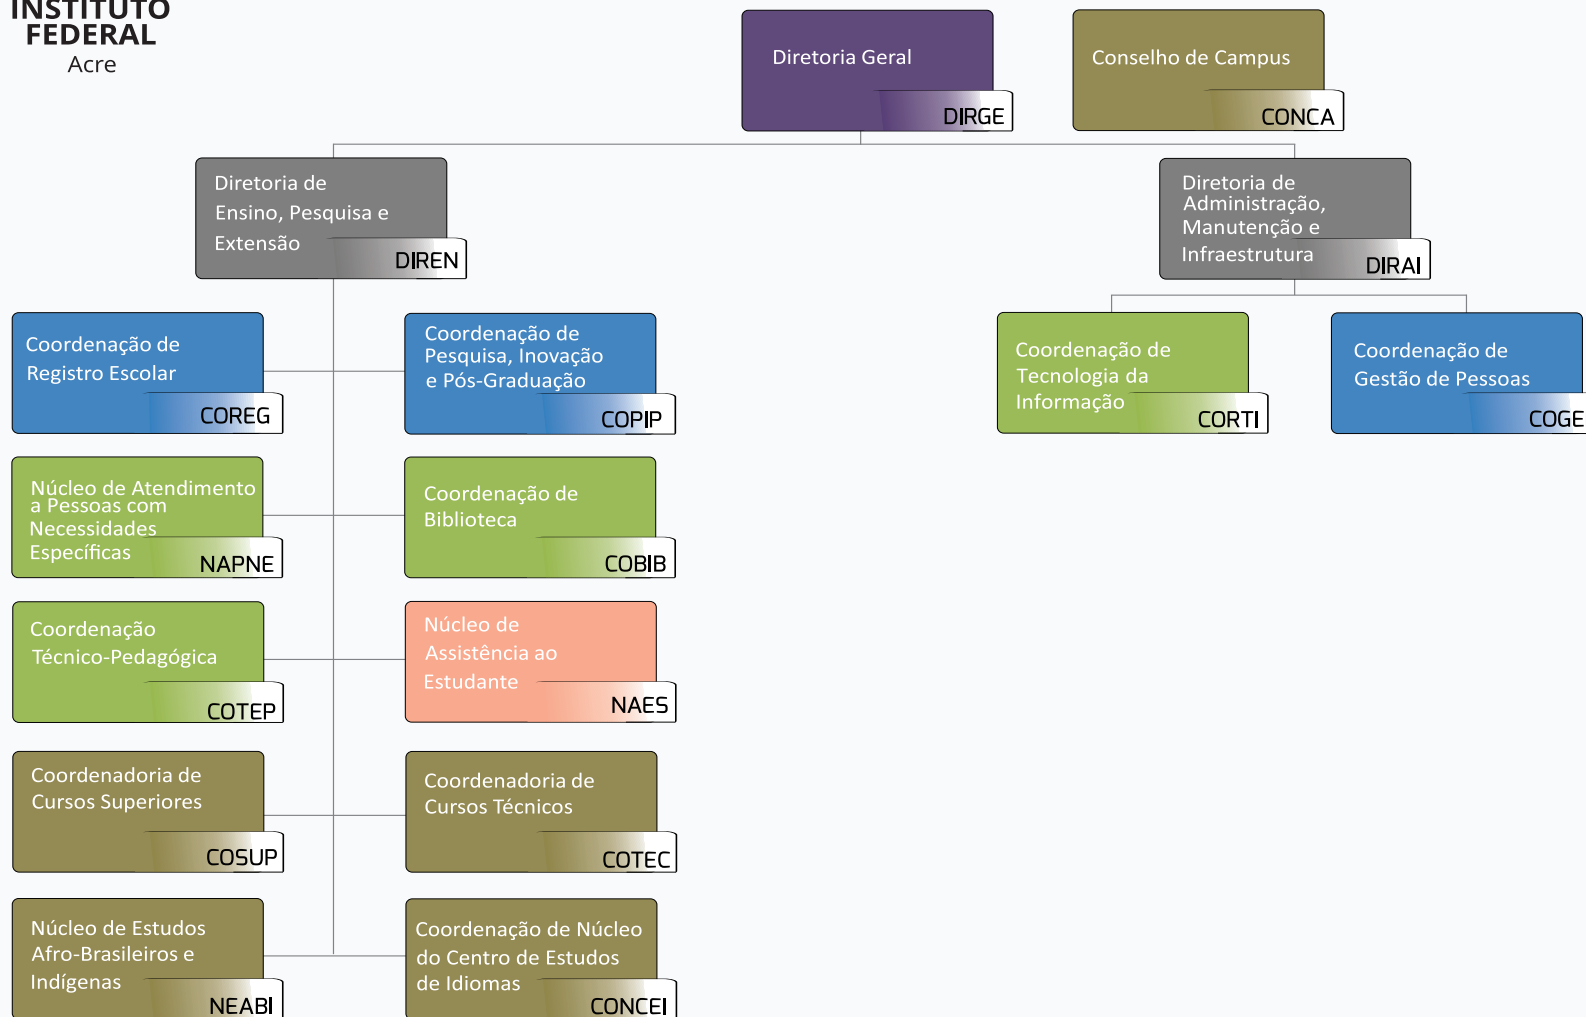 INSTITUTO
FEDERAL
Acre
Diretoria Geral
DIRGE
Conselho de Campus
CONCA
Diretoria de
Ensino, Pesquisa e
Extensão
DIREN
Diretoria de
Administração,
Manutenção e
Infraestrutura
DIRAI
Coordenação de
Registro Escolar
COREG
Coordenação de
Pesquisa, Inovação
e Pós-Graduação
COPIP
Coordenação de
Tecnologia da
Informação
CORTI
Coordenação de
Gestão de Pessoas
COGE
Núcleo de Atendimento
a Pessoas com
Necessidades
Específicas
NAPNE
Coordenação de
Biblioteca
COBIB
Coordenação
Técnico-Pedagógica
COTEP
Núcleo de
Assistência ao
Estudante
NAES
Coordenadoria de
Cursos Superiores
COSUP
Coordenadoria de
Cursos Técnicos
COTEC
Núcleo de Estudos
Afro-Brasileiros e
Indígenas
NEABI
Coordenação de Núcleo
do Centro de Estudos
de Idiomas
CONCEI